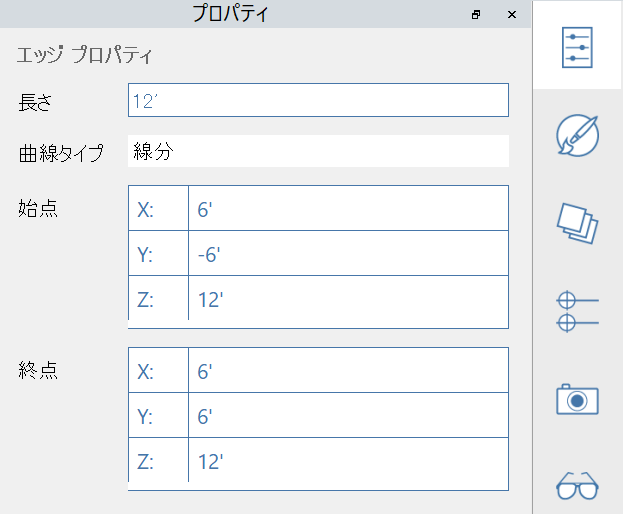 プロパティ
エッジ プロパティ
長さ 12'
曲線タイプ 線分
始点 X: 6'
Y: -6'
Z: 12'
終点 X: 6'
Y: 6'
Z: 12'